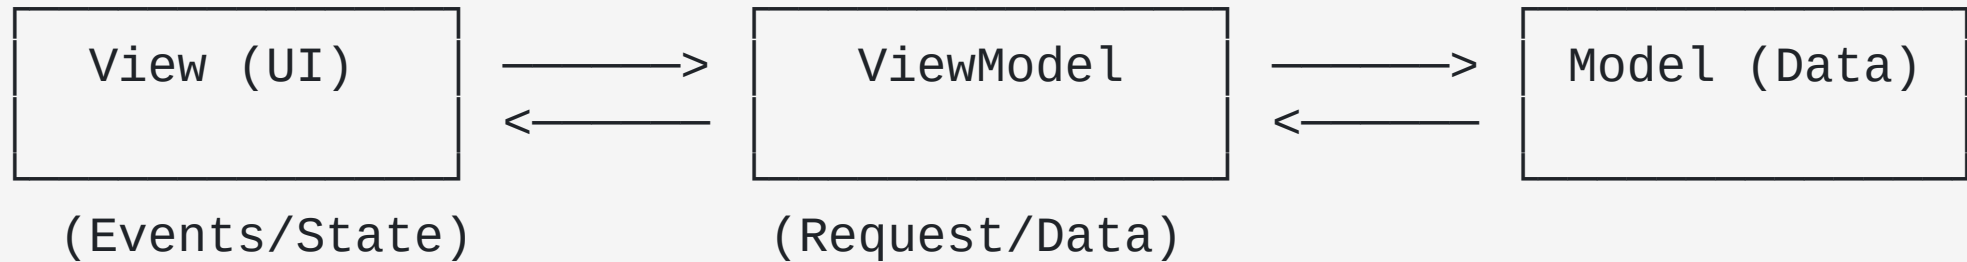 View (UI) ———> ViewModel ———> Model (Data)
<——— <———
(Events/State) (Request/Data)